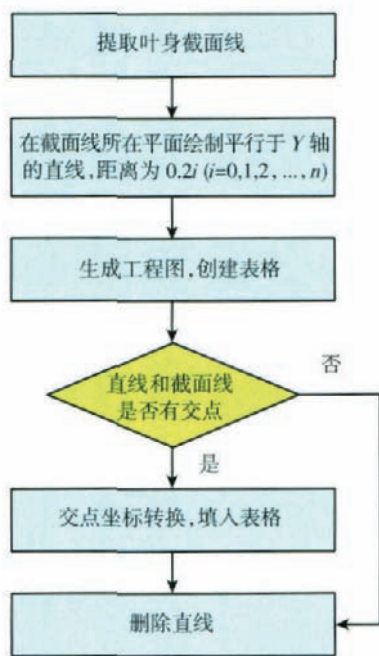 提取叶身截面线
在截面线所在平面绘制平行于 Y 轴
的直线,距离为 0.2i (i=0,1,2 , ..., n)
生成工程图,创建表格
直线和截面线
是否有交点
否
是
交点坐标转换,填入表格
删除直线